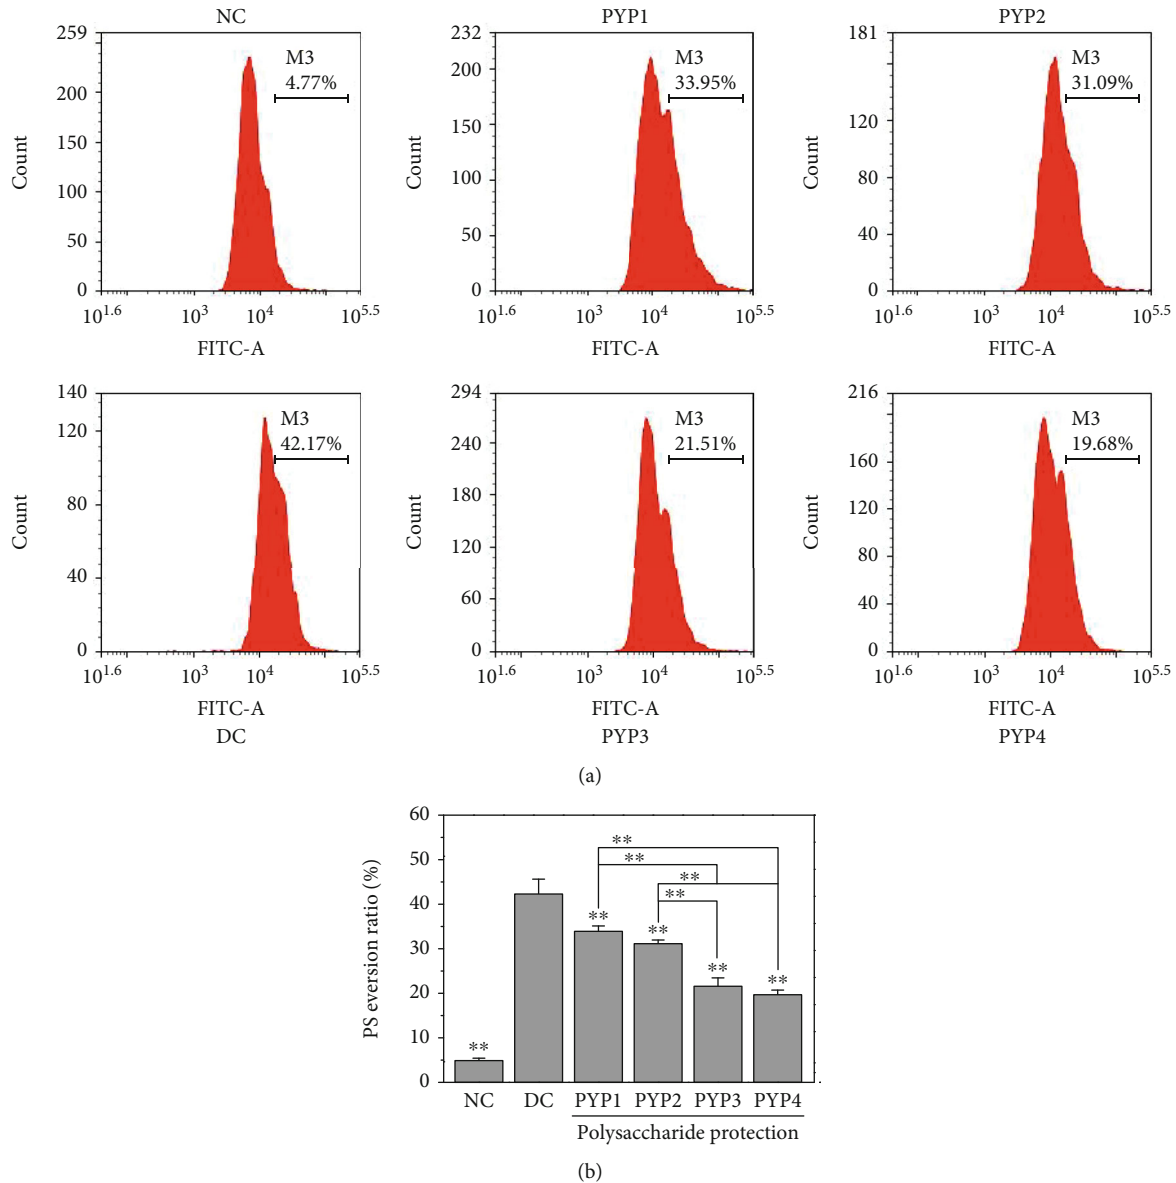 NC
259
200
150
100
50
0
Count
M3
4.77%
10^1.6 10^3 10^4 10^5.5
FITC-A
PYP1
232
200
150
100
50
0
Count
M3
33.95%
10^1.6 10^3 10^4 10^5.5
FITC-A
PYP2
181
120
80
40
0
Count
M3
31.09%
10^1.6 10^3 10^4 10^5.5
FITC-A
140
120
80
40
0
Count
M3
42.17%
10^1.6 10^3 10^4 10^5.5
FITC-A
DC
294
240
180
120
60
0
Count
M3
21.51%
10^1.6 10^3 10^4 10^5.5
FITC-A
PYP3
216
160
120
80
40
0
Count
M3
19.68%
10^1.6 10^3 10^4 10^5.5
FITC-A
PYP4
(a)
60
50
40
30
20
10
0
PS eversion ratio (%)
**
**
**
**
**
**
**
**
**
NC DC PYP1 PYP2 PYP3 PYP4
Polysaccharide protection
(b)